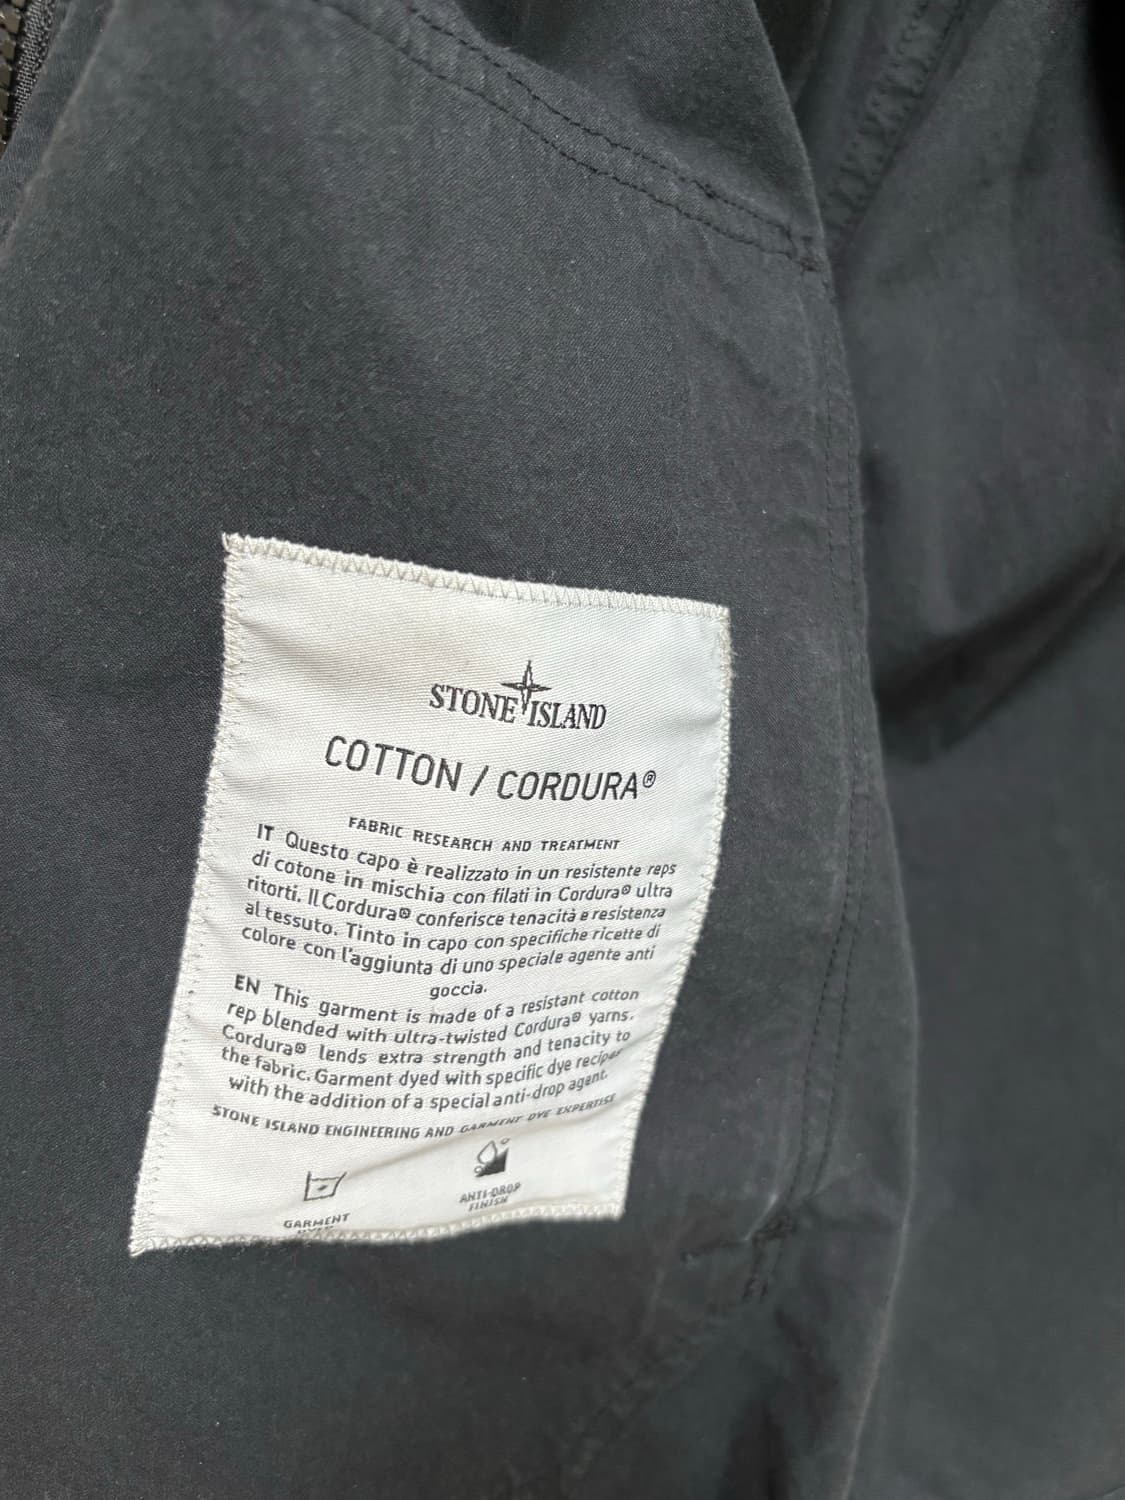 STONE ISLAND
COTTON / CORDURA®
FABRIC RESEARCH AND TREATMENT
IT Questo capo è realizzato in un resistente reps
di cotone in mischia con filati in Cordura® ultra
ritorti. Il Cordura® conferisce tenacità e resistenza
al tessuto. Tinto in capo con specifiche ricette di
colore con l'aggiunta di uno speciale agente anti
goccia.
EN This garment is made of a resistant cotton
rep blended with ultra-twisted Cordura® yarns.
Cordura® lends extra strength and tenacity to
the fabric. Garment dyed with specific dye recipes
with the addition of a special anti-drop agent.
STONE ISLAND ENGINEERING AND GARMENT DYE EXPERTISE
ANTI-DROP
FINISH
GARMENT